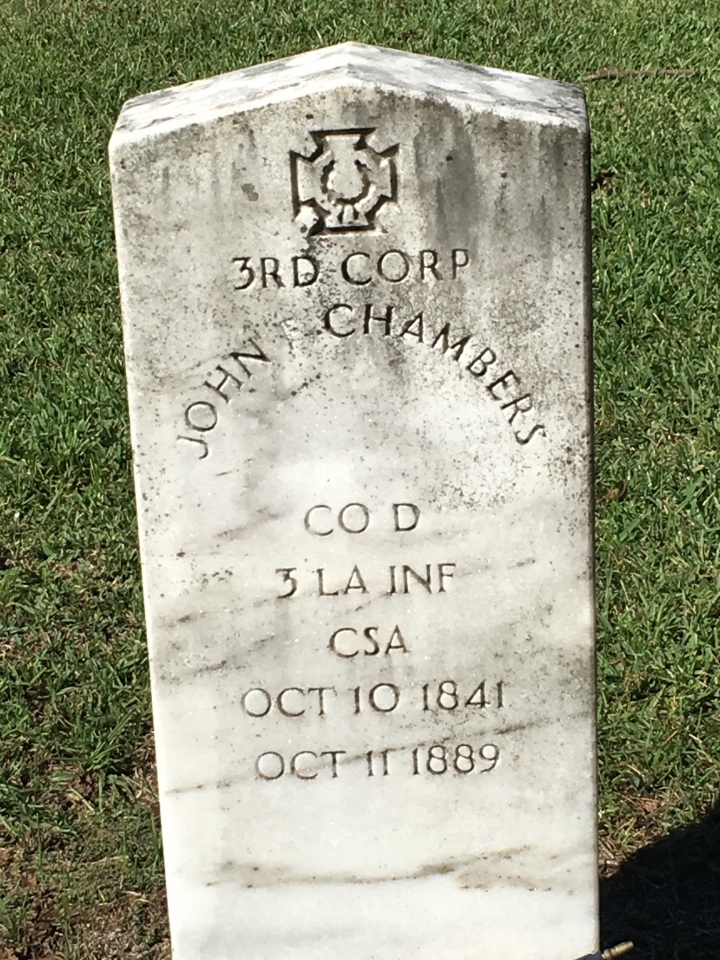 3RD CORP
JOHN F CHAMBERS
CO D
3 LA INF
CSA
OCT 10 1841
OCT 11 1889